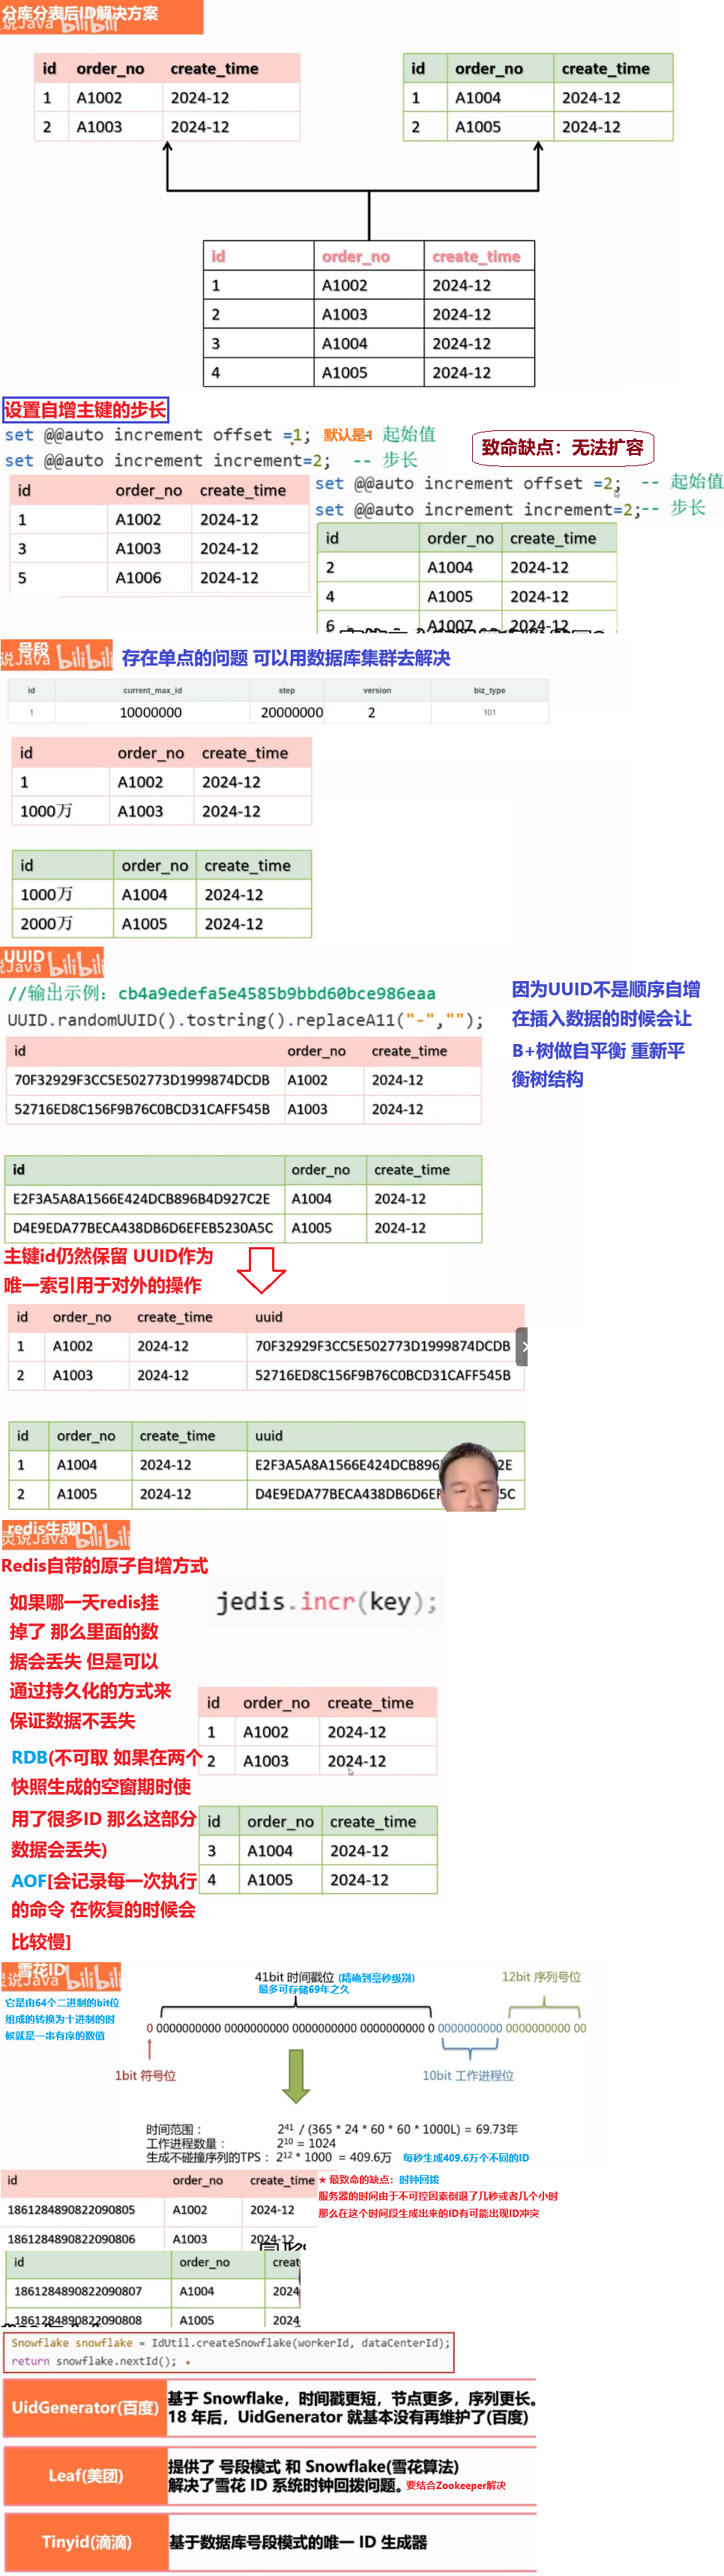 分库分表后ID解决方案
灵说Java bilibili
id order_no create_time
1 A1002 2024-12
2 A1003 2024-12
id order_no create_time
1 A1004 2024-12
2 A1005 2024-12
id order_no create_time
1 A1002 2024-12
2 A1003 2024-12
3 A1004 2024-12
4 A1005 2024-12
设置自增主键的步长
set @@auto increment offset =1; 默认是1 起始值
set @@auto increment increment=2; -- 步长
致命缺点：无法扩容
id order_no create_time
1 A1002 2024-12
3 A1003 2024-12
5 A1006 2024-12
set @@auto increment offset =2; -- 起始值
set @@auto increment increment=2;-- 步长
id order_no create_time
2 A1004 2024-12
4 A1005 2024-12
6 A1007 2024-12
号段
说Java bilibili
存在单点的问题 可以用数据库集群去解决
id current_max_id step version biz_type
1 10000000 20000000 2 101
id order_no create_time
1 A1002 2024-12
1000万 A1003 2024-12
id order_no create_time
1000万 A1004 2024-12
2000万 A1005 2024-12
UUID
说Java bilibili
//输出示例：cb4a9edefa5e4585b9bbd60bce986eaa
UUID.randomUUID().tostring().replaceA11("-","");
因为UUID不是顺序自增
在插入数据的时候会让
B+树做自平衡 重新平
衡树结构
id order_no create_time
70F32929F3CC5E502773D1999874DCDB A1002 2024-12
52716ED8C156F9B76C0BCD31CAFF545B A1003 2024-12
id order_no create_time
E2F3A5A8A1566E424DCB896B4D927C2E A1004 2024-12
D4E9EDA77BECA438DB6D6EFEB5230A5C A1005 2024-12
主键id仍然保留 UUID作为
唯一索引用于对外的操作
id order_no create_time uuid
1 A1002 2024-12 70F32929F3CC5E502773D1999874DCDB
2 A1003 2024-12 52716ED8C156F9B76C0BCD31CAFF545B
id order_no create_time uuid
1 A1004 2024-12 E2F3A5A8A1566E424DCB896 2E
2 A1005 2024-12 D4E9EDA77BECA438DB6D6EF 5C
redis生成ID
灵说Java bilibili
Redis自带的原子自增方式
jedis.incr(key);
如果哪一天redis挂
掉了 那么里面的数
据会丢失 但是可以
通过持久化的方式来
保证数据不丢失
RDB(不可取 如果在两个
快照生成的空窗期时使
用了很多ID 那么这部分
数据会丢失)
AOF[会记录每一次执行
的命令 在恢复的时候会
比较慢]
id order_no create_time
1 A1002 2024-12
2 A1003 2024-12
id order_no create_time
3 A1004 2024-12
4 A1005 2024-12
雪花ID
说Java bilibili
它是由64个二进制的bit位
组成的转换为十进制的时
候就是一串有序的数值
41bit 时间戳位 (精确到毫秒级别)
最多可存储69年之久
12bit 序列号位
0 0000000000 0000000000 0000000000 0000000000 0 0000000000 0000000000 00
1bit 符号位
10bit 工作进程位
时间范围： 2^41 / (365 * 24 * 60 * 60 * 1000L) = 69.73年
工作进程数量： 2^10 = 1024
生成不碰撞序列的TPS： 2^12 * 1000 = 409.6万 每秒生成409.6万个不同的ID
id order_no create_time
1861284890822090805 A1002 2024-12
1861284890822090806 A1003 2024-12
★ 最致命的缺点：时钟回拨
服务器的时间由于不可控因素倒退了几秒或者几个小时
那么在这个时间段生成出来的ID有可能出现ID冲突
id order_no creat
1861284890822090807 A1004 2024
1861284890822090808 A1005 2024
Snowflake snowflake = IdUtil.createSnowflake(workerId, dataCenterId);
return snowflake.nextId();
UidGenerator(百度)
基于 Snowflake，时间戳更短，节点更多，序列更长。
18 年后，UidGenerator 就基本没有再维护了(百度)
Leaf(美团)
提供了 号段模式 和 Snowflake(雪花算法)
解决了雪花 ID 系统时钟回拨问题。要结合Zookeeper解决
Tinyid(滴滴)
基于数据库号段模式的唯一 ID 生成器